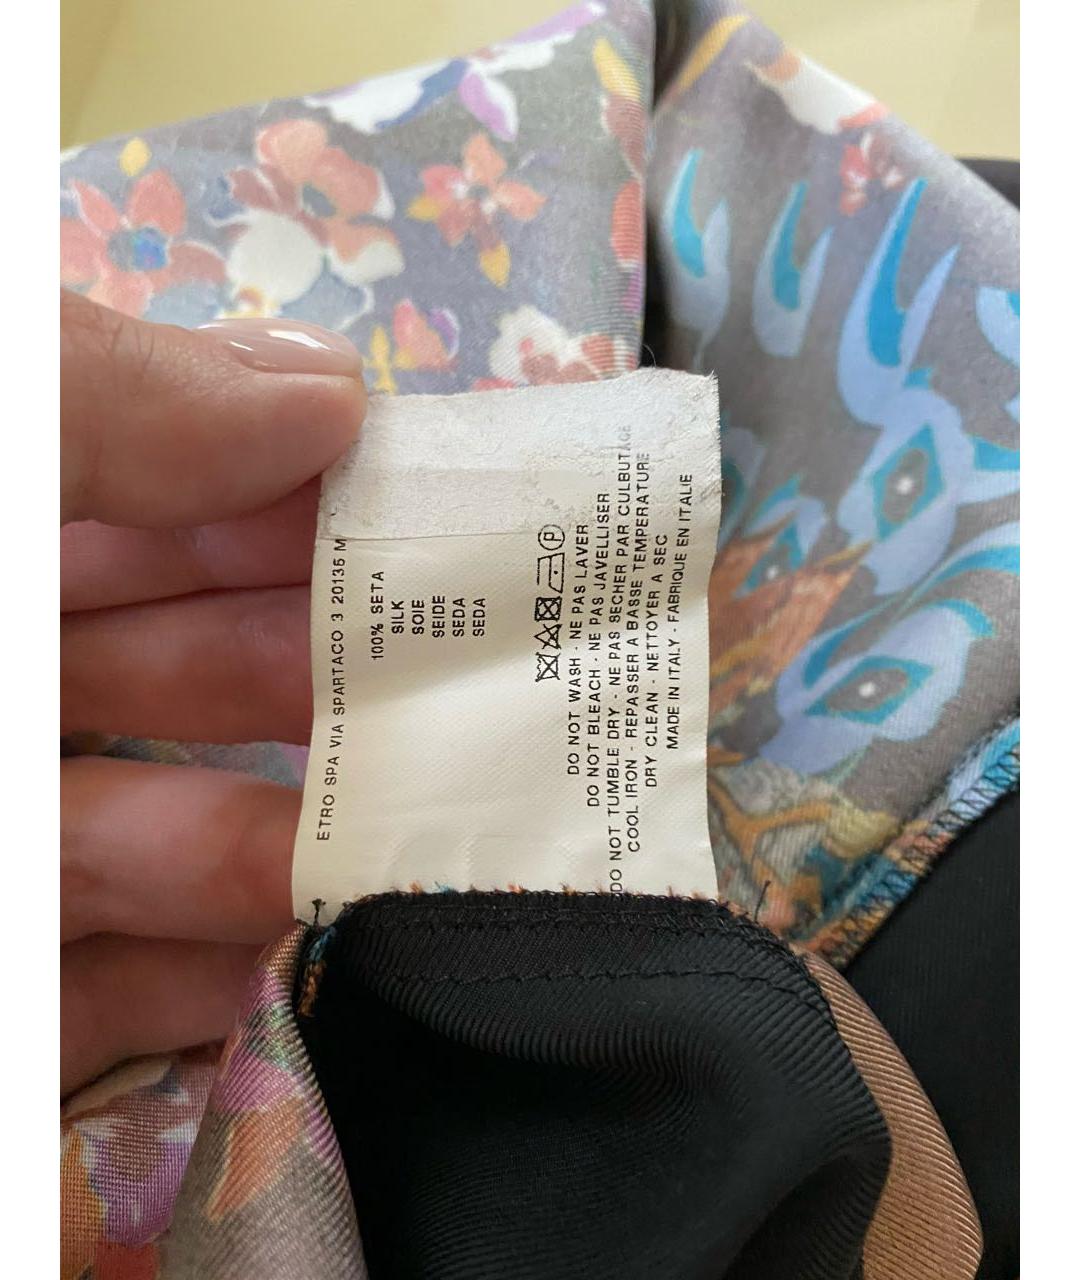 ETRO SPA VIA SPARTACO 3 20135 M
100% SETA
SILK
SOIE
SEIDE
SEDA
SEDA
P
DO NOT WASH - NE PAS LAVER
DO NOT BLEACH - NE PAS JAVELLISER
DO NOT TUMBLE DRY - NE PAS SECHER PAR CULBUTAGE
COOL IRON - REPASSER A BASSE TEMPERATURE
DRY CLEAN - NETTOYER A SEC
MADE IN ITALY - FABRIQUE EN ITALIE